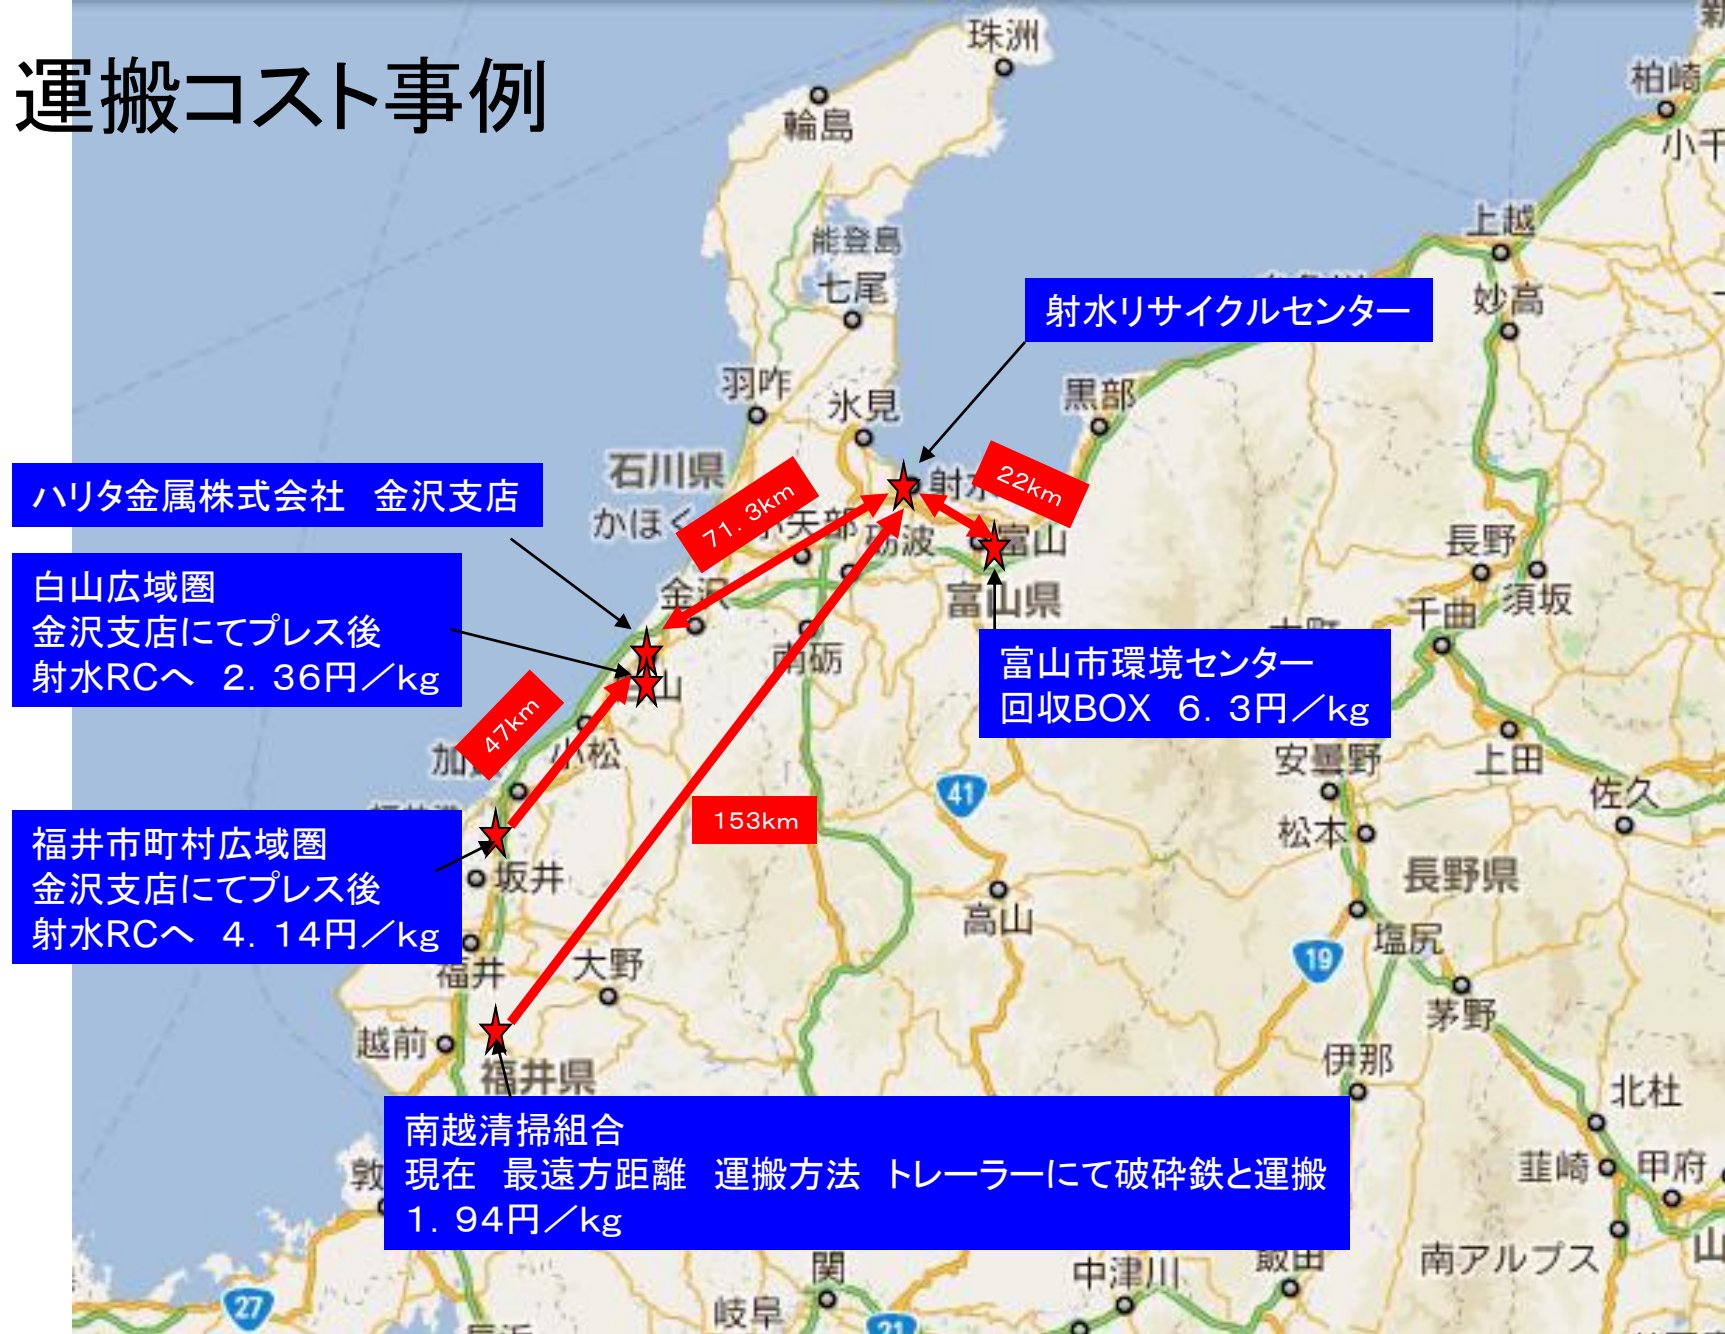 運搬コスト事例
珠洲
輪島
柏崎
小千
能登島
七尾
上越
妙高
射水リサイクルセンター
羽咋
氷見
黒部
石川県
ハリタ金属株式会社　金沢支店
かほく
71．3km
22km
砺波
富山
富山県
金沢
南砺
長野
須坂
千曲
白山広域圏
金沢支店にてプレス後
射水RCへ　2．36円／kg
富山市環境センター
回収BOX　6．3円／kg
47km
小松
153km
41
安曇野
上田
佐久
松本
長野県
福井市町村広域圏
金沢支店にてプレス後
射水RCへ　4．14円／kg
坂井
高山
福井
大野
塩尻
19
茅野
越前
福井県
伊那
北杜
南越清掃組合
現在　最遠方距離　運搬方法　トレーラーにて破砕鉄と運搬
1．94円／kg
韮崎
甲府
南アルプス
関
中津川
飯田
岐阜
27
21